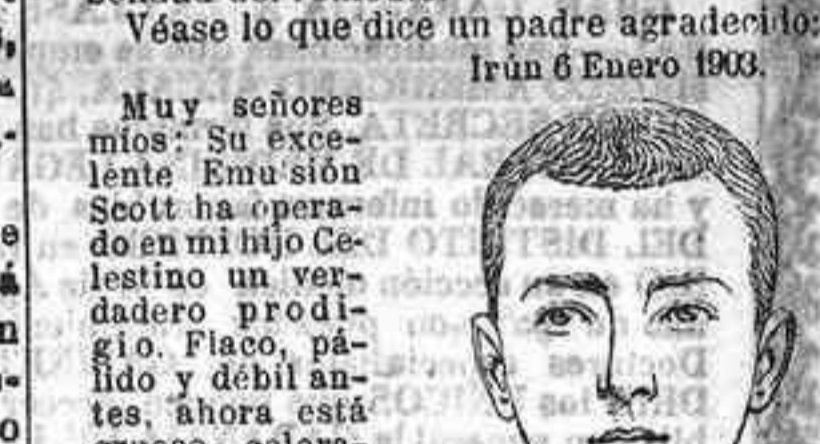 Véase lo que dice un padre agradecido:
Irún 6 Enero 1903.
Muy señores
míos: Su exce-
lente Emulsión
Scott ha opera-
do en mi hijo Ce-
lestino un ver-
dadero prodi-
gio. Flaco, pá-
lido y débil an-
tes, ahora está